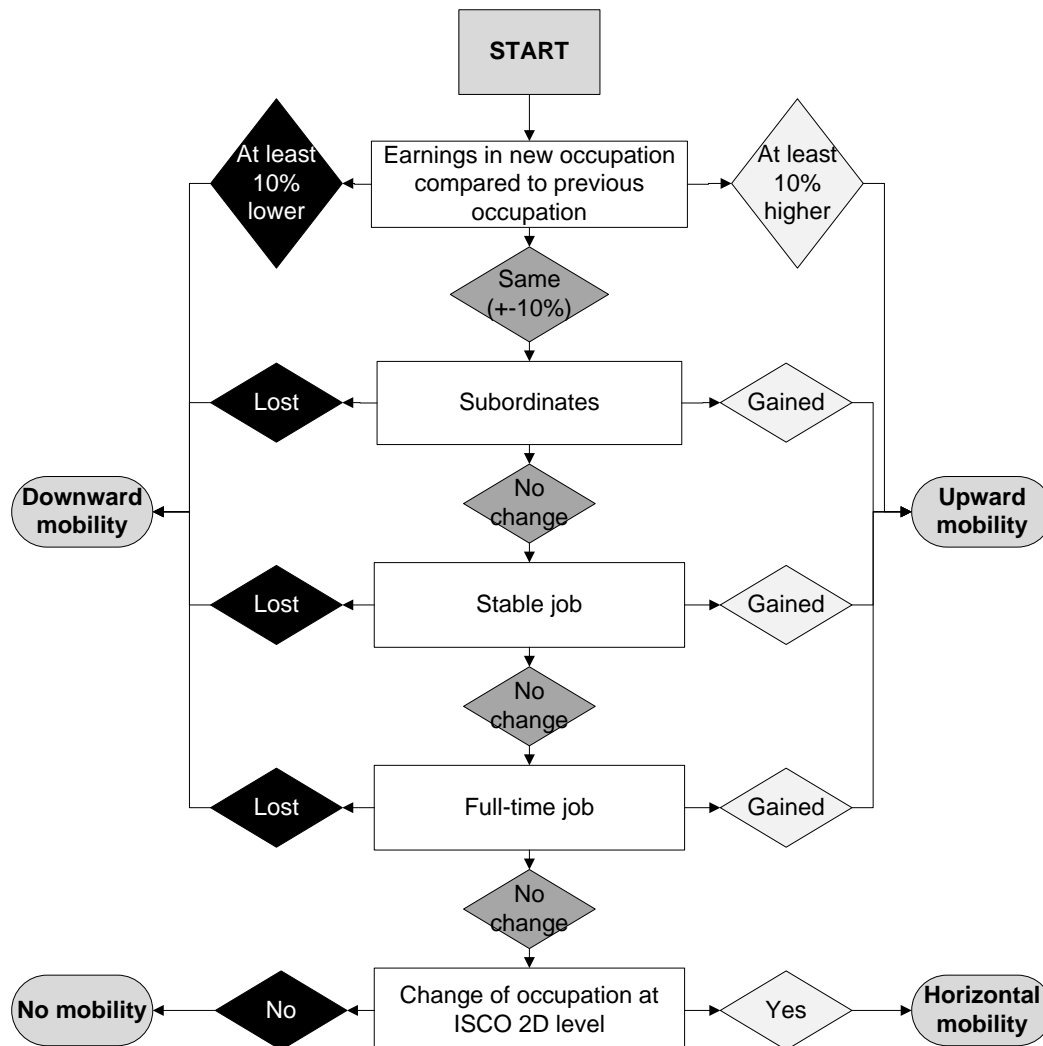 START
At least
10%
lower
Earnings in new occupation
compared to previous
occupation
At least
10%
higher
Same
(+-10%)
Lost
Subordinates
Gained
Downward
mobility
No
change
Upward
mobility
Lost
Stable job
Gained
No
change
Lost
Full-time job
Gained
No
change
No mobility
No
Change of occupation at
ISCO 2D level
Yes
Horizontal
mobility